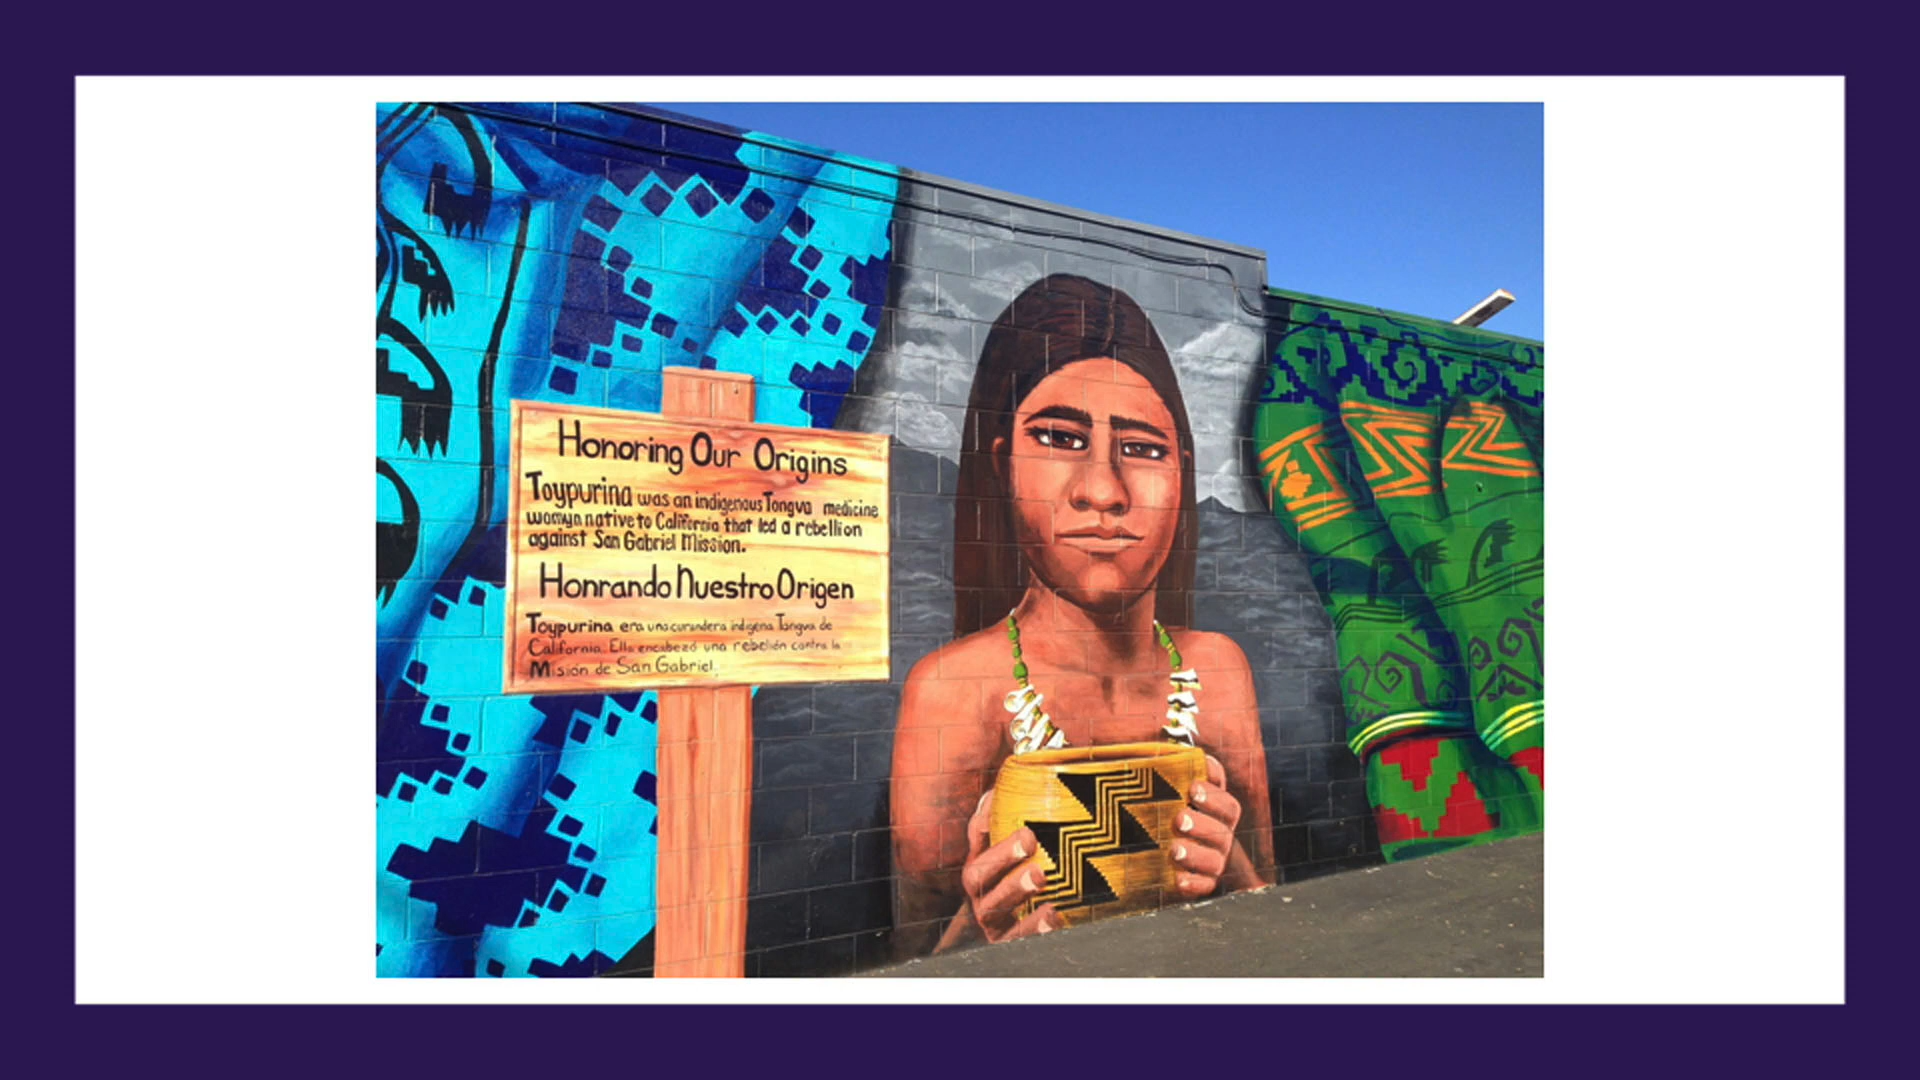 Honoring Our Origins
Toypurina was an indigenous Tongva medicine
womyn native to California that led a rebellion
against San Gabriel Mission.
Honrando Nuestro Origen
Toypurina era una curandera indígena Tongva de
California. Ella encabezó una rebelión contra la
Misión de San Gabriel.